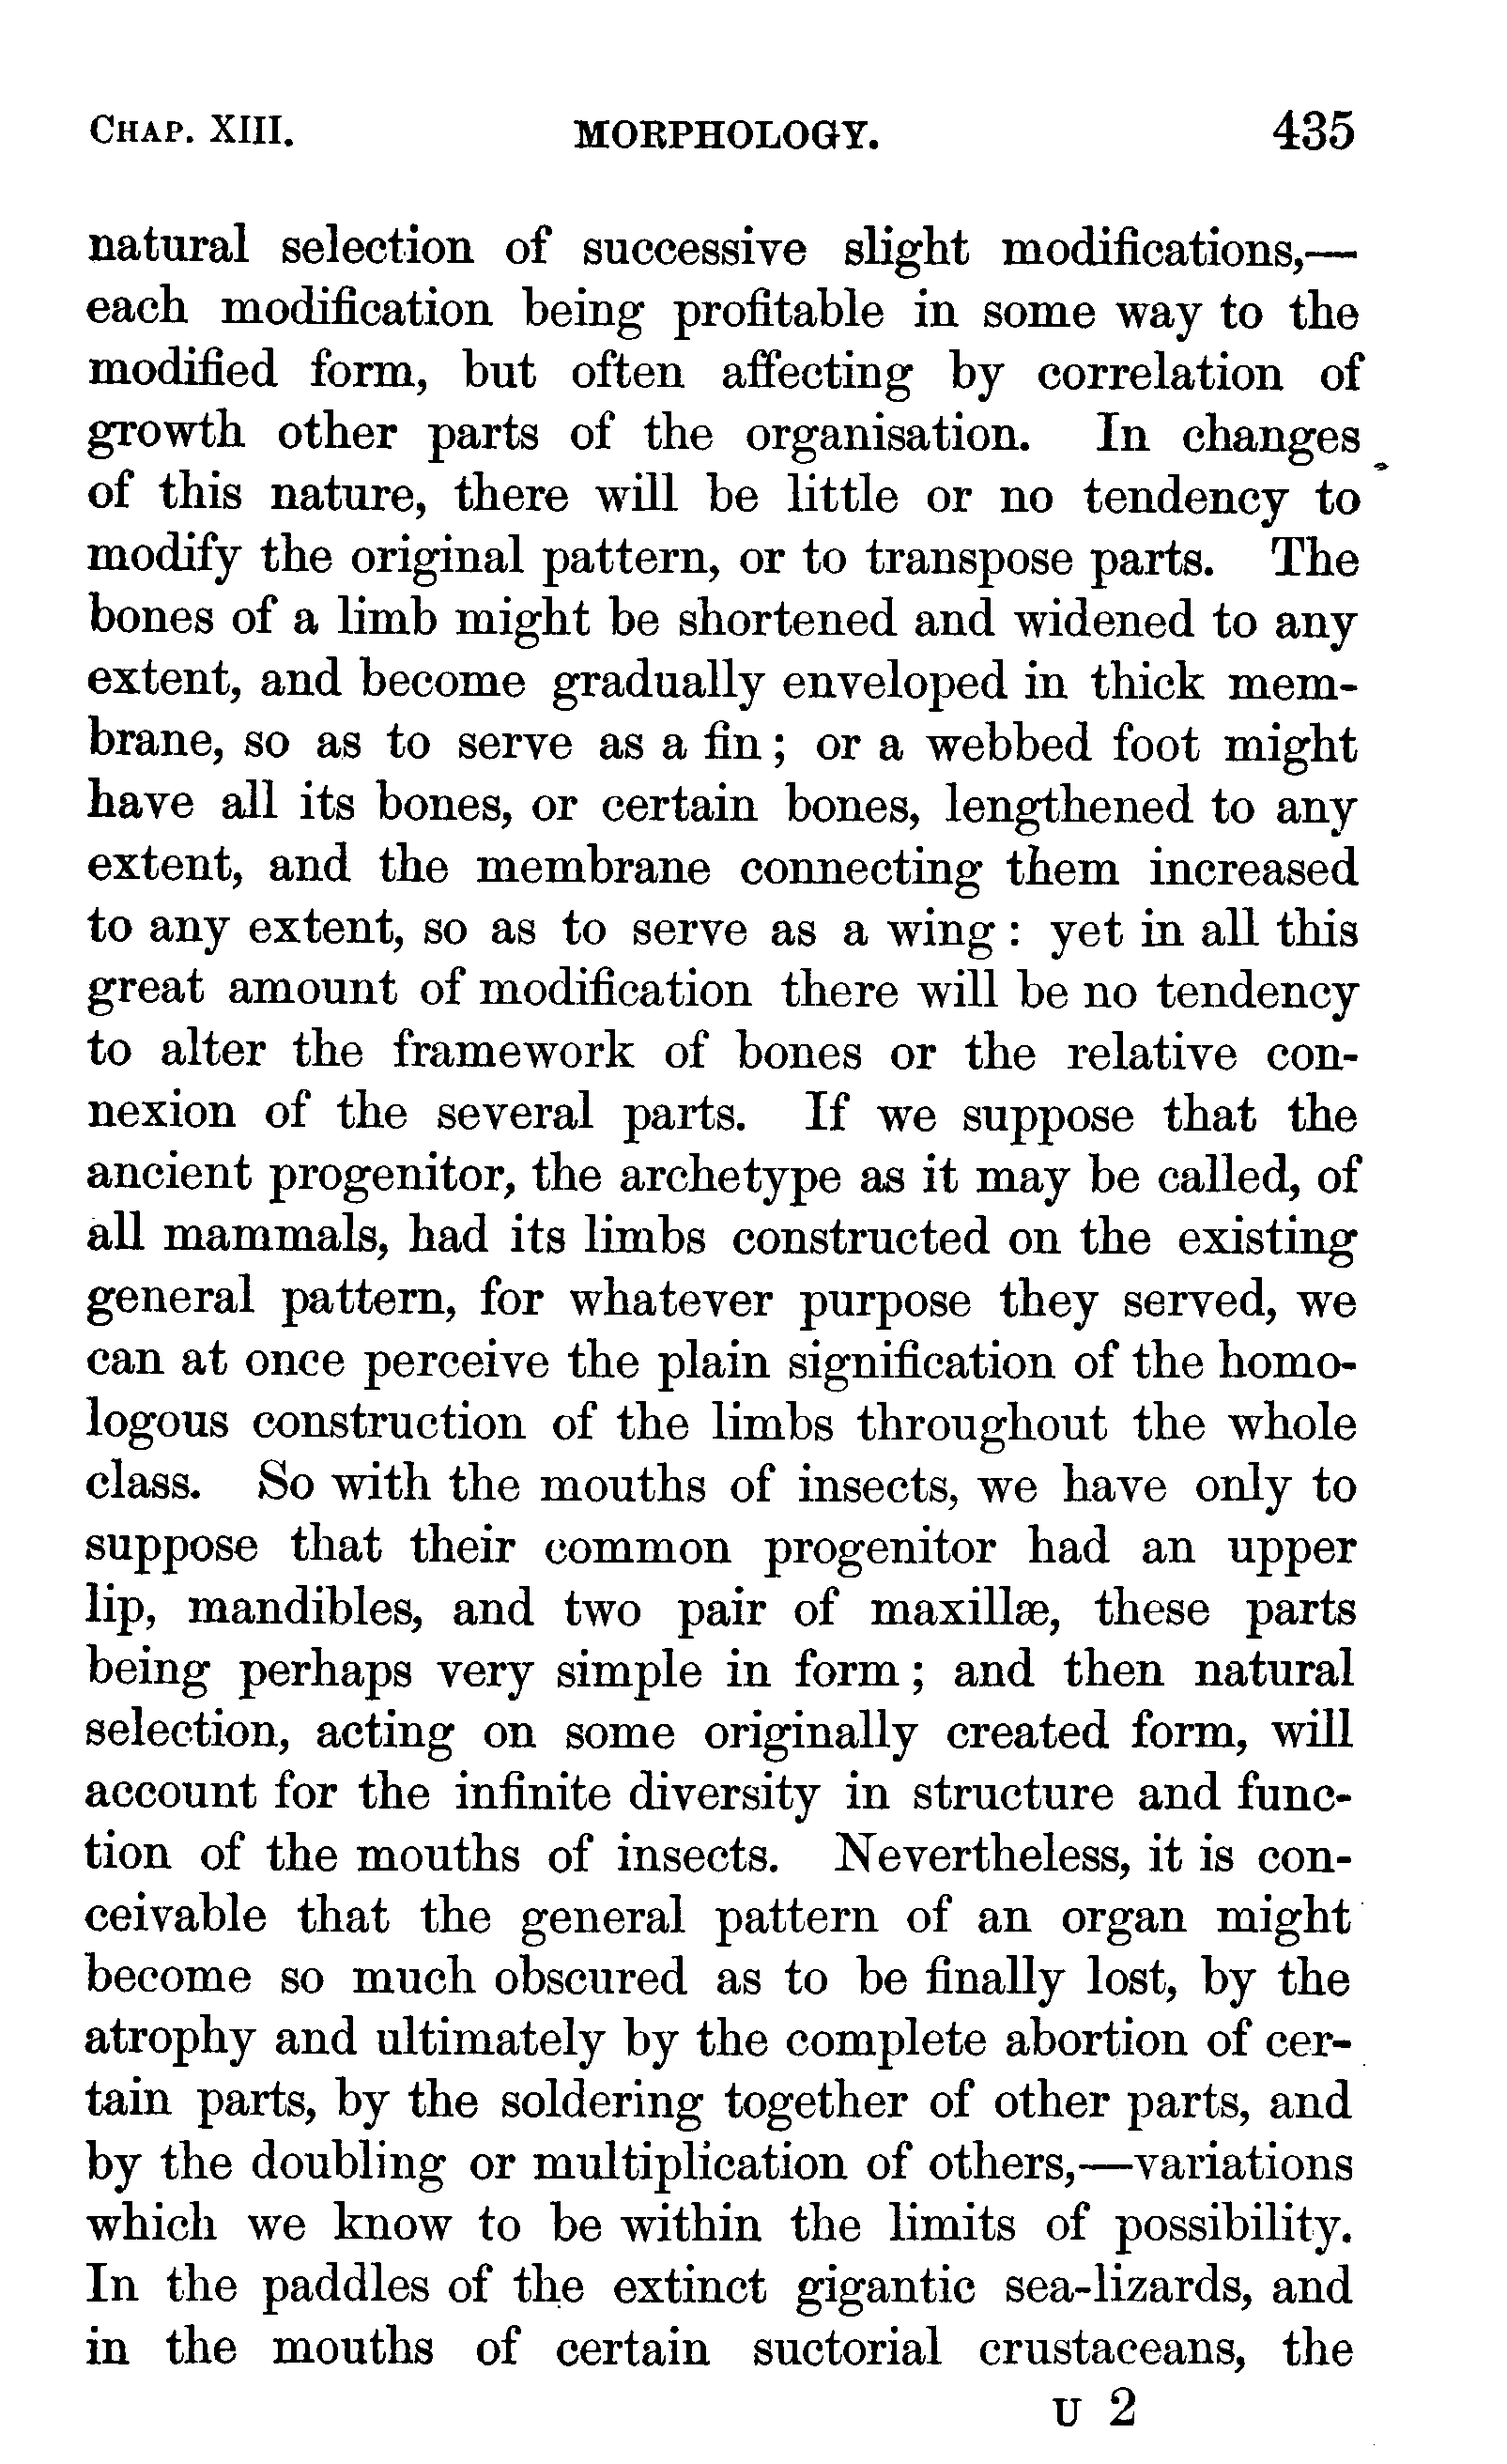 CHAP. XIII. MORPHOLOGY. 435
natural selection of successive slight modifications,—
each modification being profitable in some way to the
modified form, but often affecting by correlation of
growth other parts of the organisation. In changes
of this nature, there will be little or no tendency to
modify the original pattern, or to transpose parts. The
bones of a limb might be shortened and widened to any
extent, and become gradually enveloped in thick mem-
brane, so as to serve as a fin; or a webbed foot might
have all its bones, or certain bones, lengthened to any
extent, and the membrane connecting them increased
to any extent, so as to serve as a wing: yet in all this
great amount of modification there will be no tendency
to alter the framework of bones or the relative con-
nexion of the several parts. If we suppose that the
ancient progenitor, the archetype as it may be called, of
all mammals, had its limbs constructed on the existing
general pattern, for whatever purpose they served, we
can at once perceive the plain signification of the homo-
logous construction of the limbs throughout the whole
class. So with the mouths of insects, we have only to
suppose that their common progenitor had an upper
lip, mandibles, and two pair of maxillæ, these parts
being perhaps very simple in form; and then natural
selection, acting on some originally created form, will
account for the infinite diversity in structure and func-
tion of the mouths of insects. Nevertheless, it is con-
ceivable that the general pattern of an organ might
become so much obscured as to be finally lost, by the
atrophy and ultimately by the complete abortion of cer-
tain parts, by the soldering together of other parts, and
by the doubling or multiplication of others,—variations
which we know to be within the limits of possibility.
In the paddles of the extinct gigantic sea-lizards, and
in the mouths of certain suctorial crustaceans, the
U 2